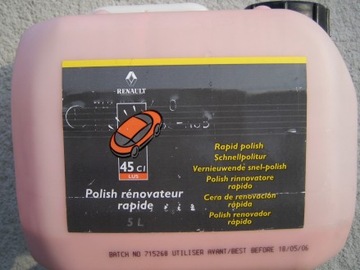 RENAULT
45 CI
LUS
Polish rénovateur
rapide
5 L
Rapid polish
Schnellpolitur
Vernieuwende snel-polish
Polish rinnovatore
rapido
Cera de renovación
rápida
Polish renovador
rápido
BATCH NO 715268 UTILISER AVANT/BEST BEFORE 18/05/06